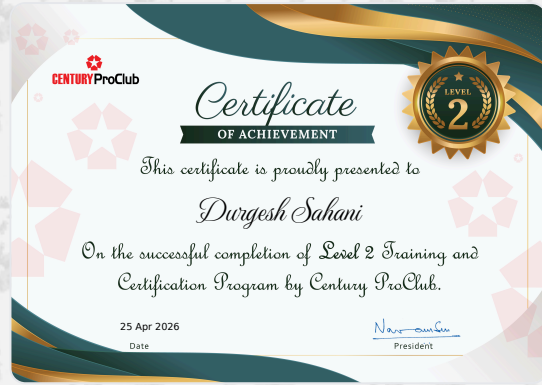 CENTURY ProClub
LEVEL
2
Certificate
OF ACHIEVEMENT
This certificate is proudly presented to
Durgesh Sahani
On the successful completion of Level 2 Training and
Certification Program by Century ProClub.
25 Apr 2026
Date
President